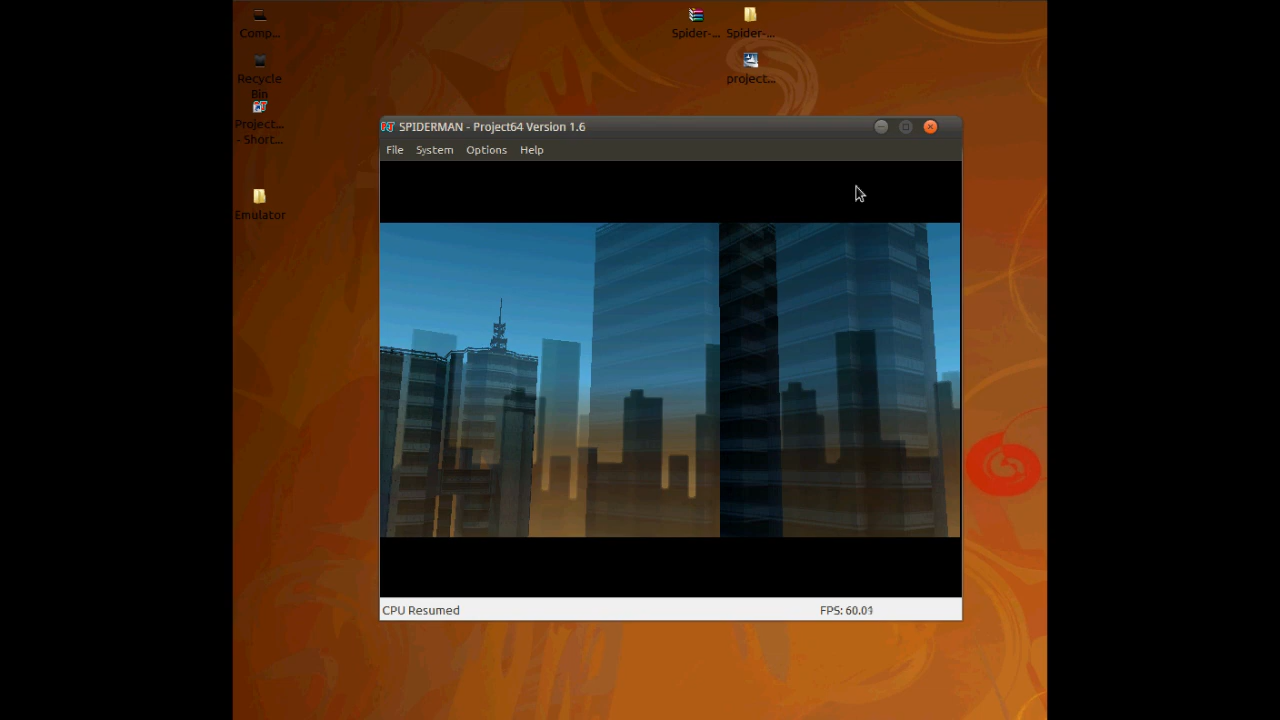 Comp...
Spider-...
Spider-...
Recycle
Bin
project...
Project...
- Short...
SPIDERMAN - Project64 Version 1.6
File System Options Help
Emulator
CPU Resumed
FPS: 60.01